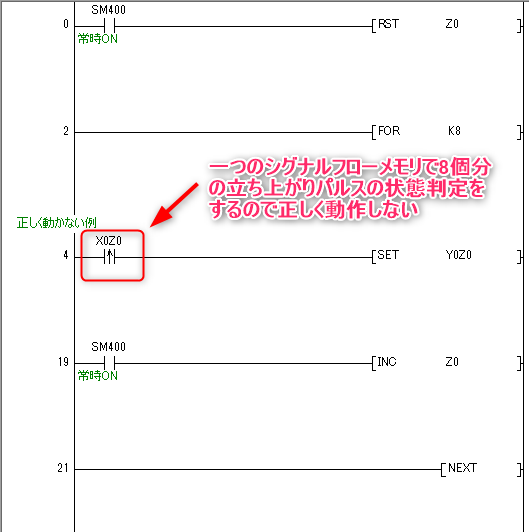 SM400
0 [RST Z0 ]
常時ON
2 [FOR K8 ]
一つのシグナルフローメモリで8個分
の立ち上がりパルスの状態判定を
するので正しく動作しない
正しく動かない例
X0Z0
4 [SET Y0Z0 ]
SM400
19 [INC Z0 ]
常時ON
21 [NEXT ]